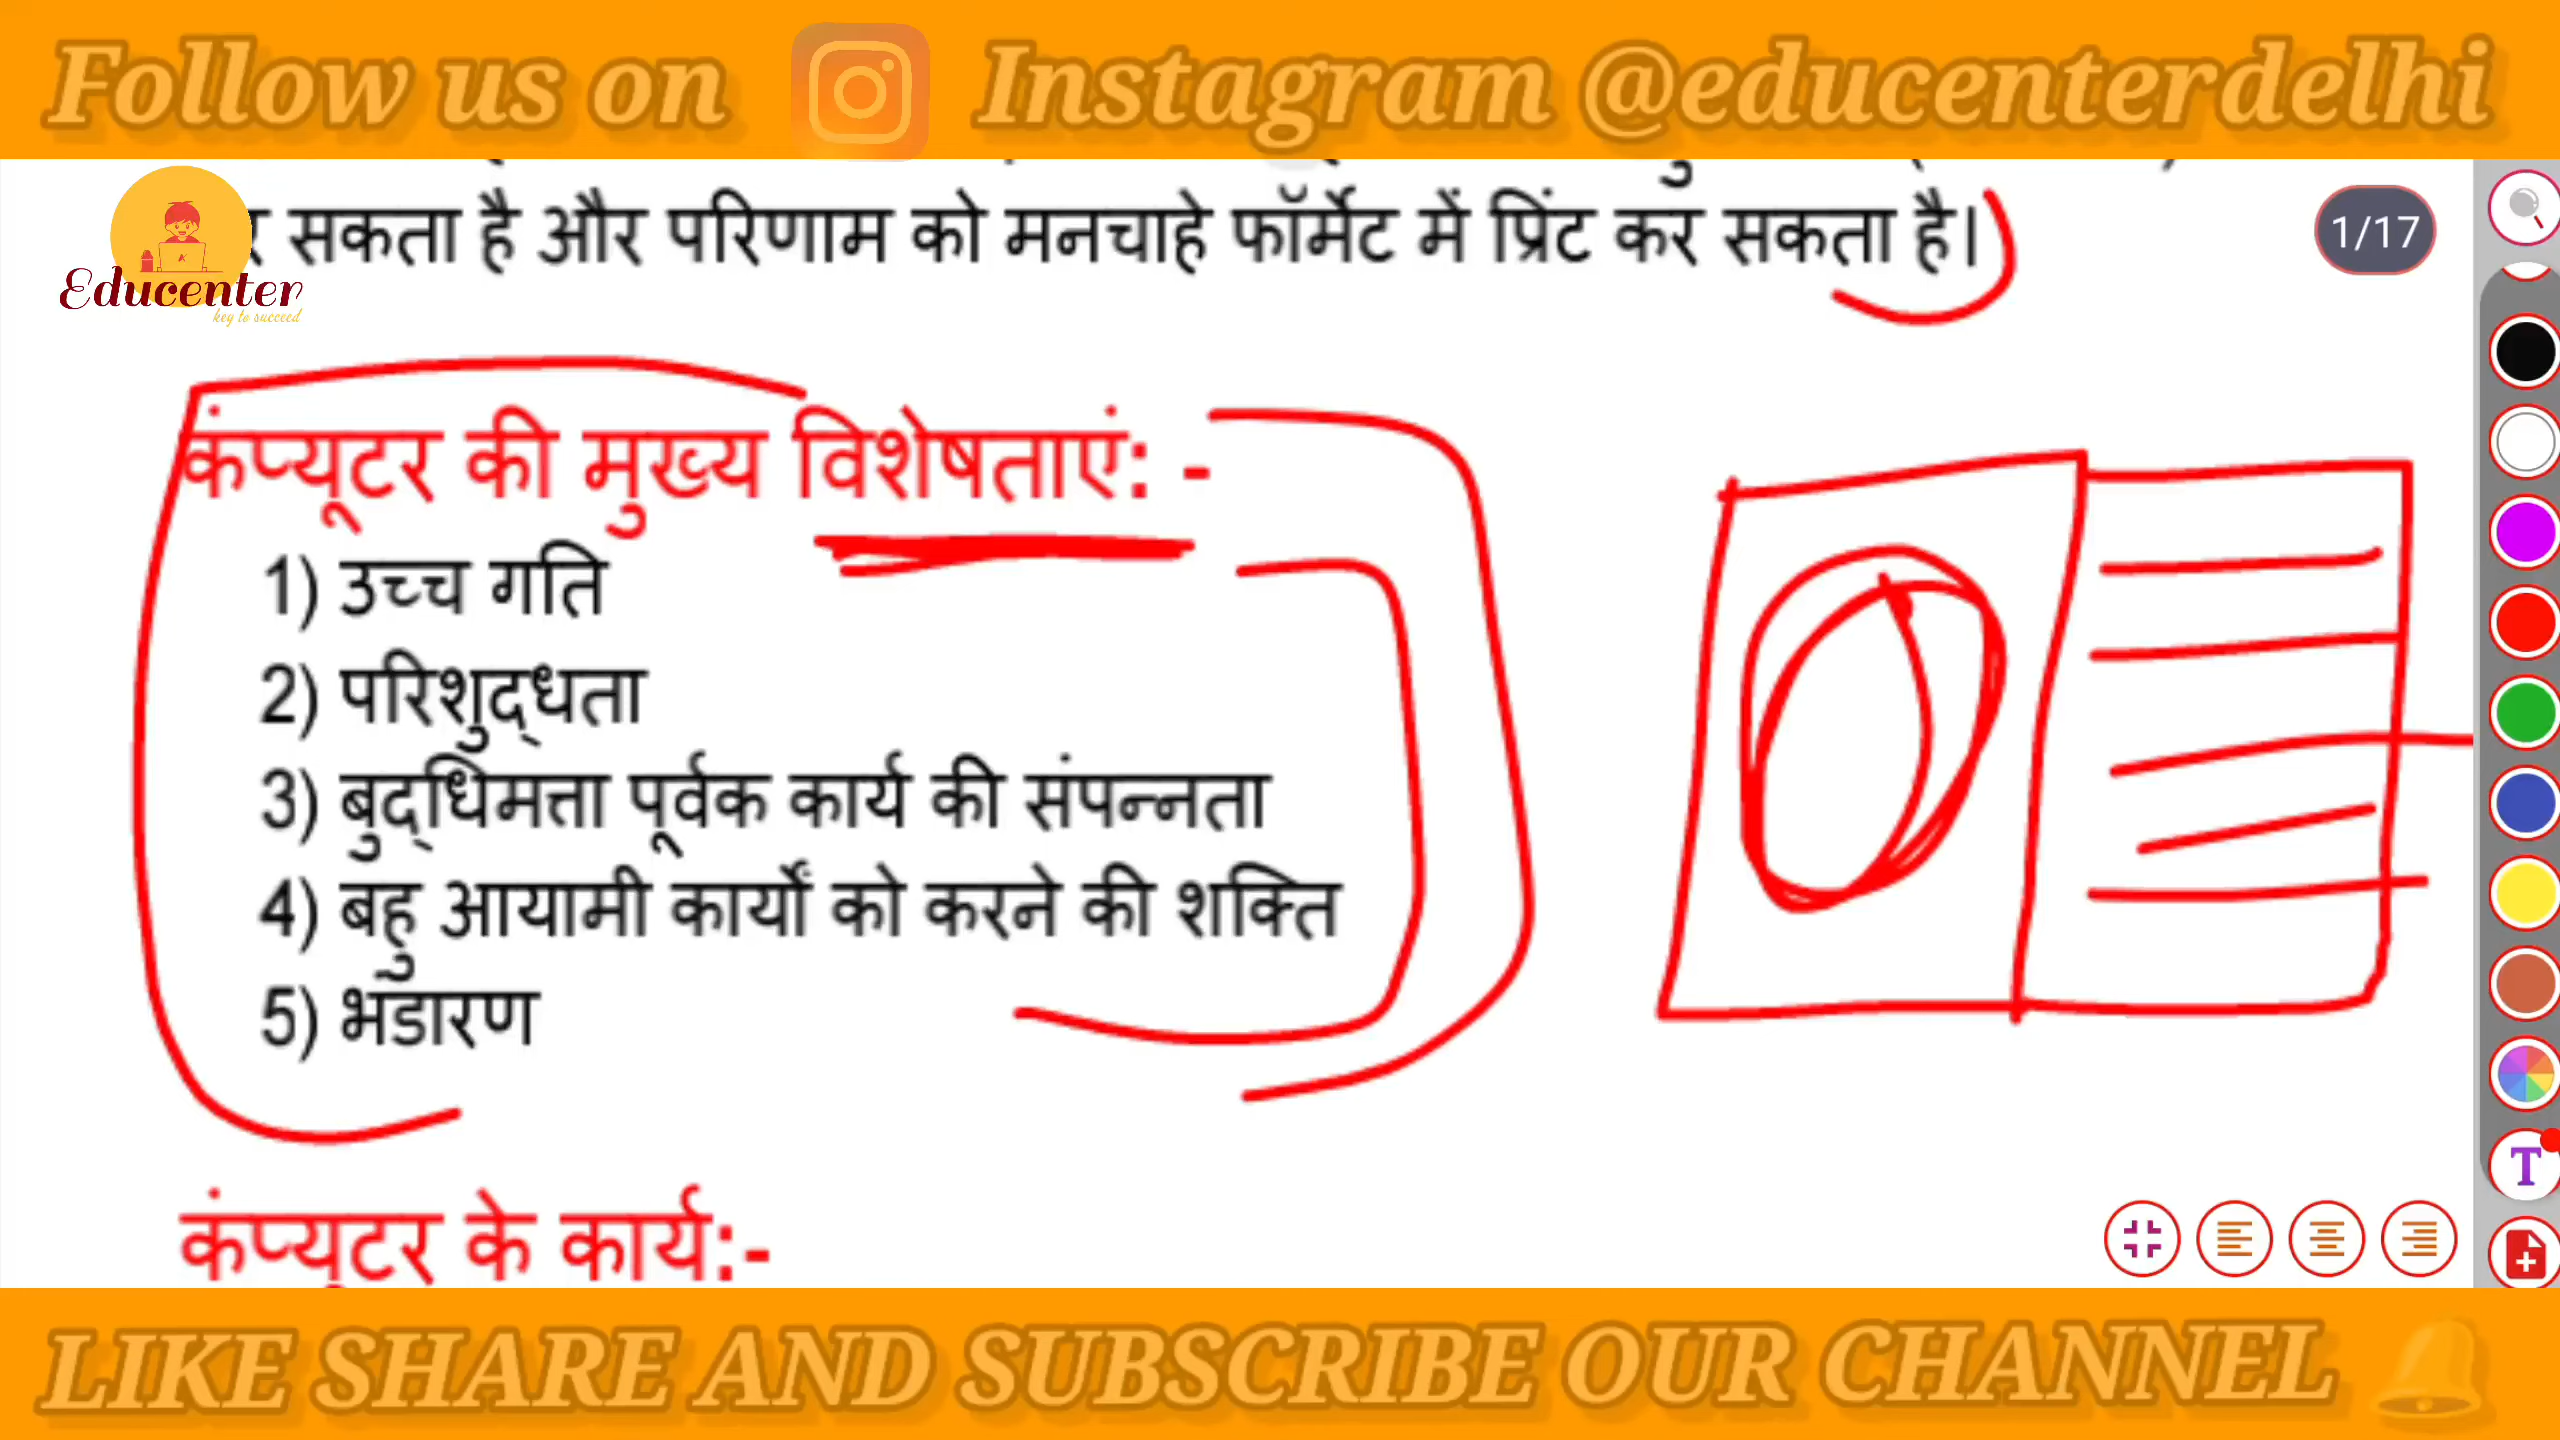 Follow us on Instagram @educenterdelhi
सकता है और परिणाम को मनचाहे फॉर्मेट में प्रिंट कर सकता है।
1/17
Educenter
key to succeed
कंप्यूटर की मुख्य विशेषताएं: -
1) उच्च गति
2) परिशुद्धता
3) बुद्धिमत्ता पूर्वक कार्य की संपन्नता
4) बहु आयामी कार्यों को करने की शक्ति
5) भंडारण
कंप्यूटर के कार्य:-
T
LIKE SHARE AND SUBSCRIBE OUR CHANNEL